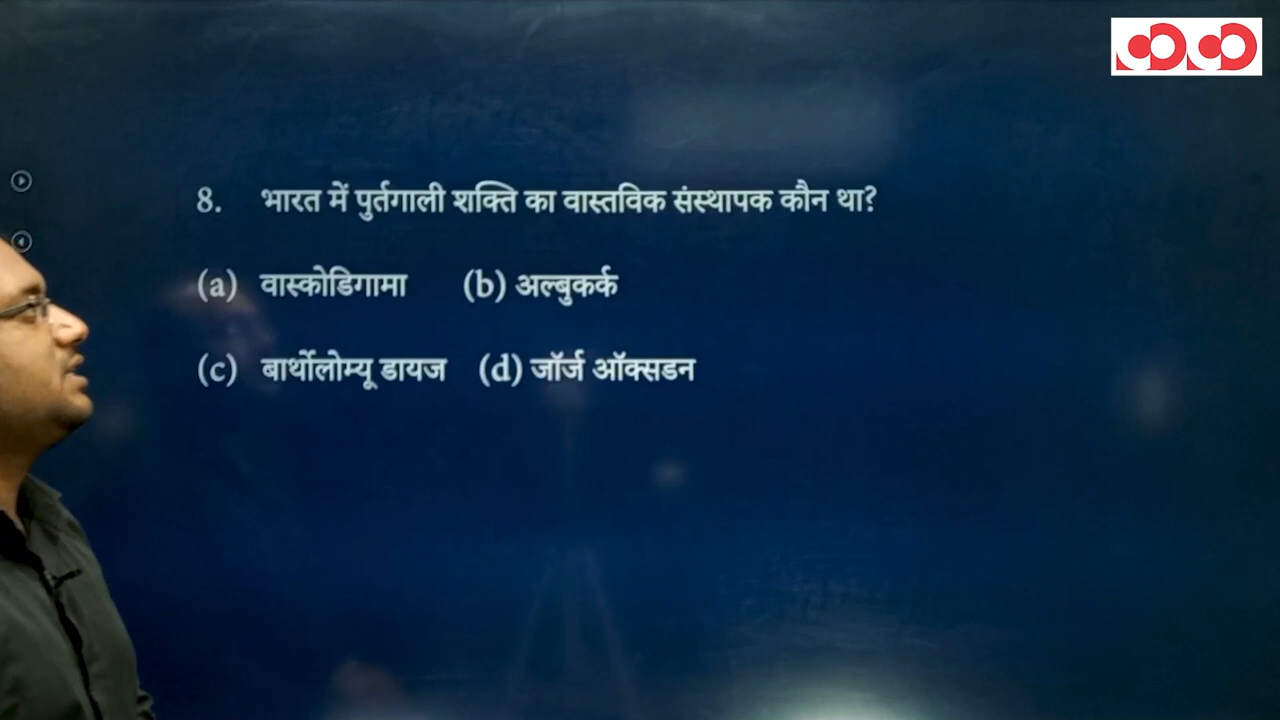 8. भारत में पुर्तगाली शक्ति का वास्तविक संस्थापक कौन था?
(a) वास्कोडिगामा (b) अल्बुकर्क
(c) बार्थोलोम्यू डायज (d) जॉर्ज ऑक्सडन